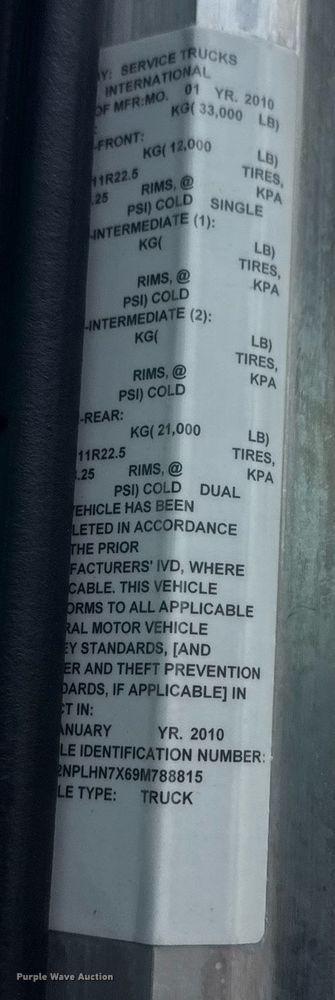 Y: SERVICE TRUCKS
INTERNATIONAL
OF MFR:MO. 01 YR. 2010
KG( 33,000 LB)
:
-FRONT:
KG( 12,000 LB)
11R22.5 TIRES,
.25 RIMS, @ KPA
PSI) COLD SINGLE
-INTERMEDIATE (1):
KG( LB)
TIRES,
RIMS, @ KPA
PSI) COLD
-INTERMEDIATE (2):
KG( LB)
TIRES,
RIMS, @ KPA
PSI) COLD
-REAR:
KG( 21,000 LB)
11R22.5 TIRES,
.25 RIMS, @ KPA
PSI) COLD DUAL
EHICLE HAS BEEN
LETED IN ACCORDANCE
THE PRIOR
FACTURERS' IVD, WHERE
CABLE. THIS VEHICLE
ORMS TO ALL APPLICABLE
RAL MOTOR VEHICLE
EY STANDARDS, [AND
ER AND THEFT PREVENTION
DARDS, IF APPLICABLE] IN
CT IN:
ANUARY YR. 2010
LE IDENTIFICATION NUMBER:
2NPLHN7X69M788815
LE TYPE: TRUCK
Purple Wave Auction